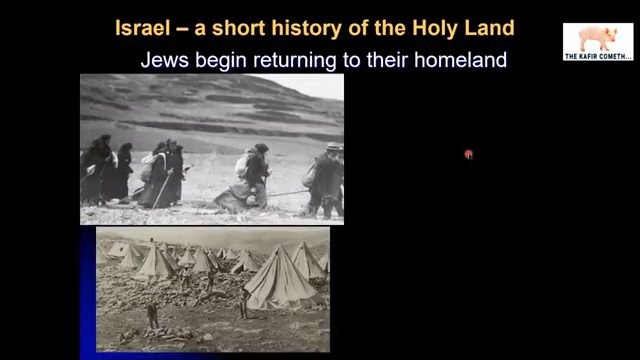 Israel – a short history of the Holy Land
Jews begin returning to their homeland
THE KAFIR COMETH...